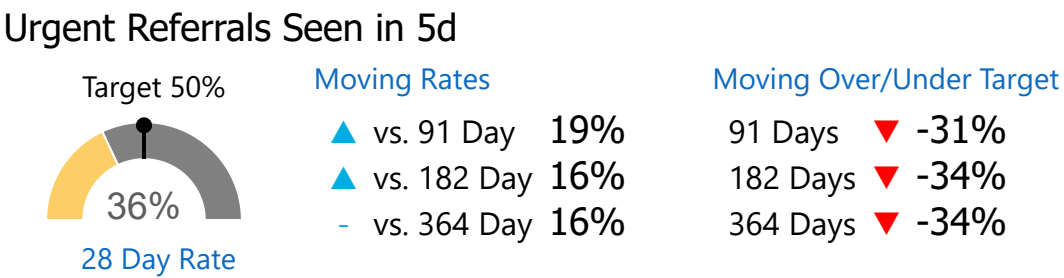 Urgent Referrals Seen in 5d
Target 50%
36%
28 Day Rate
Moving Rates
▲ vs. 91 Day 19%
▲ vs. 182 Day 16%
- vs. 364 Day 16%
Moving Over/Under Target
91 Days ▼ -31%
182 Days ▼ -34%
364 Days ▼ -34%